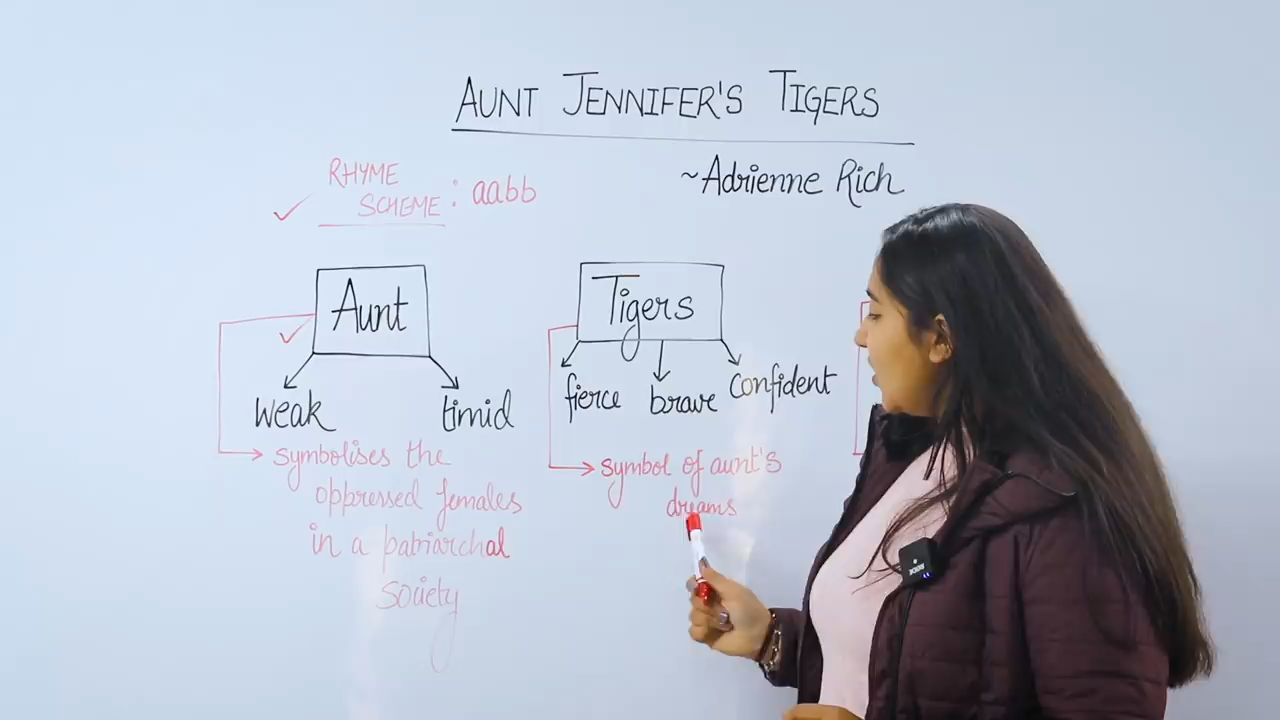 AUNT JENNIFER'S TIGERS
~Adrienne Rich
RHYME
SCHEME : aabb
Aunt
weak
timid
symbolises the
oppressed females
in a patriarchal
society
Tigers
fierce
brave
confident
symbol of aunt's
dreams
RODE